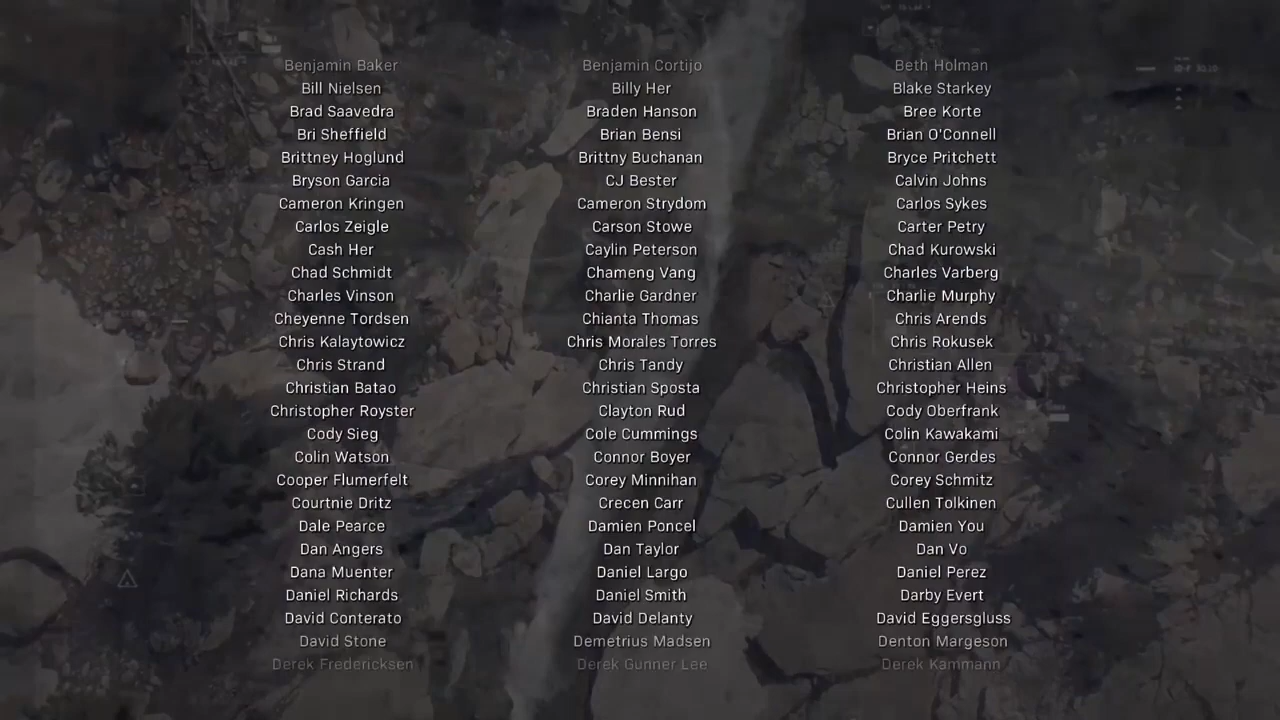 Benjamin Baker Benjamin Cortijo Beth Holman
Bill Nielsen Billy Her Blake Starkey
Brad Saavedra Braden Hanson Bree Korte
Bri Sheffield Brian Bensi Brian O'Connell
Brittney Hoglund Brittny Buchanan Bryce Pritchett
Bryson Garcia CJ Bester Calvin Johns
Cameron Kringen Cameron Strydom Carlos Sykes
Carlos Zeigle Carson Stowe Carter Petry
Cash Her Caylin Peterson Chad Kurowski
Chad Schmidt Chameng Vang Charles Varberg
Charles Vinson Charlie Gardner Charlie Murphy
Cheyenne Tordsen Chianta Thomas Chris Arends
Chris Kalaytowicz Chris Morales Torres Chris Rokusek
Chris Strand Chris Tandy Christian Allen
Christian Batao Christian Sposta Christopher Heins
Christopher Royster Clayton Rud Cody Oberfrank
Cody Sieg Cole Cummings Colin Kawakami
Colin Watson Connor Boyer Connor Gerdes
Cooper Flumerfelt Corey Minnihan Corey Schmitz
Courtnie Dritz Crecen Carr Cullen Tolkinen
Dale Pearce Damien Poncel Damien You
Dan Angers Dan Taylor Dan Vo
Dana Muenter Daniel Largo Daniel Perez
Daniel Richards Daniel Smith Darby Evert
David Conterato David Delanty David Eggersgluss
David Stone Demetrius Madsen Denton Margeson
Derek Fredericksen Derek Gunner Lee Derek Kammann